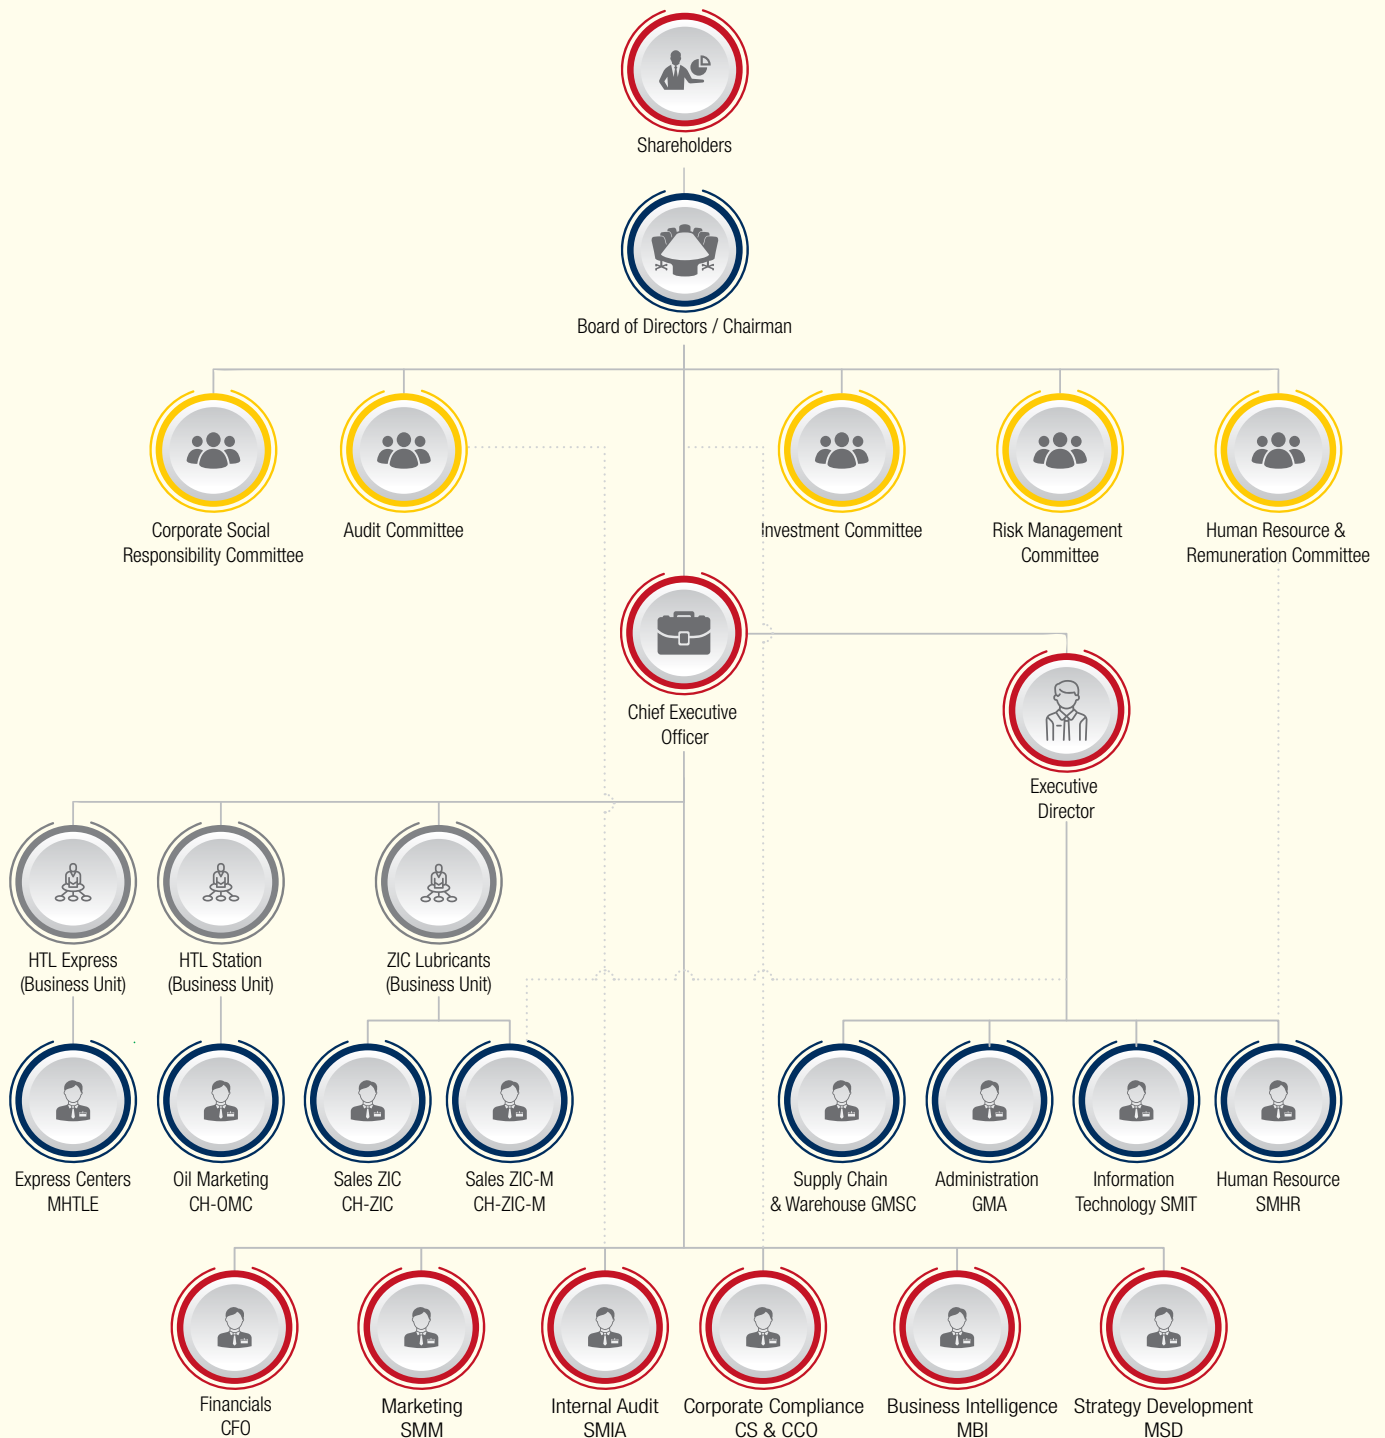 Shareholders
Board of Directors / Chairman
Corporate Social
Responsibility Committee
Audit Committee
Investment Committee
Risk Management
Committee
Human Resource &
Remuneration Committee
Chief Executive
Officer
Executive
Director
HTL Express
(Business Unit)
HTL Station
(Business Unit)
ZIC Lubricants
(Business Unit)
Express Centers
MHTLE
Oil Marketing
CH-OMC
Sales ZIC
CH-ZIC
Sales ZIC-M
CH-ZIC-M
Supply Chain
& Warehouse GMSC
Administration
GMA
Information
Technology SMIT
Human Resource
SMHR
Financials
CFO
Marketing
SMM
Internal Audit
SMIA
Corporate Compliance
CS & CCO
Business Intelligence
MBI
Strategy Development
MSD